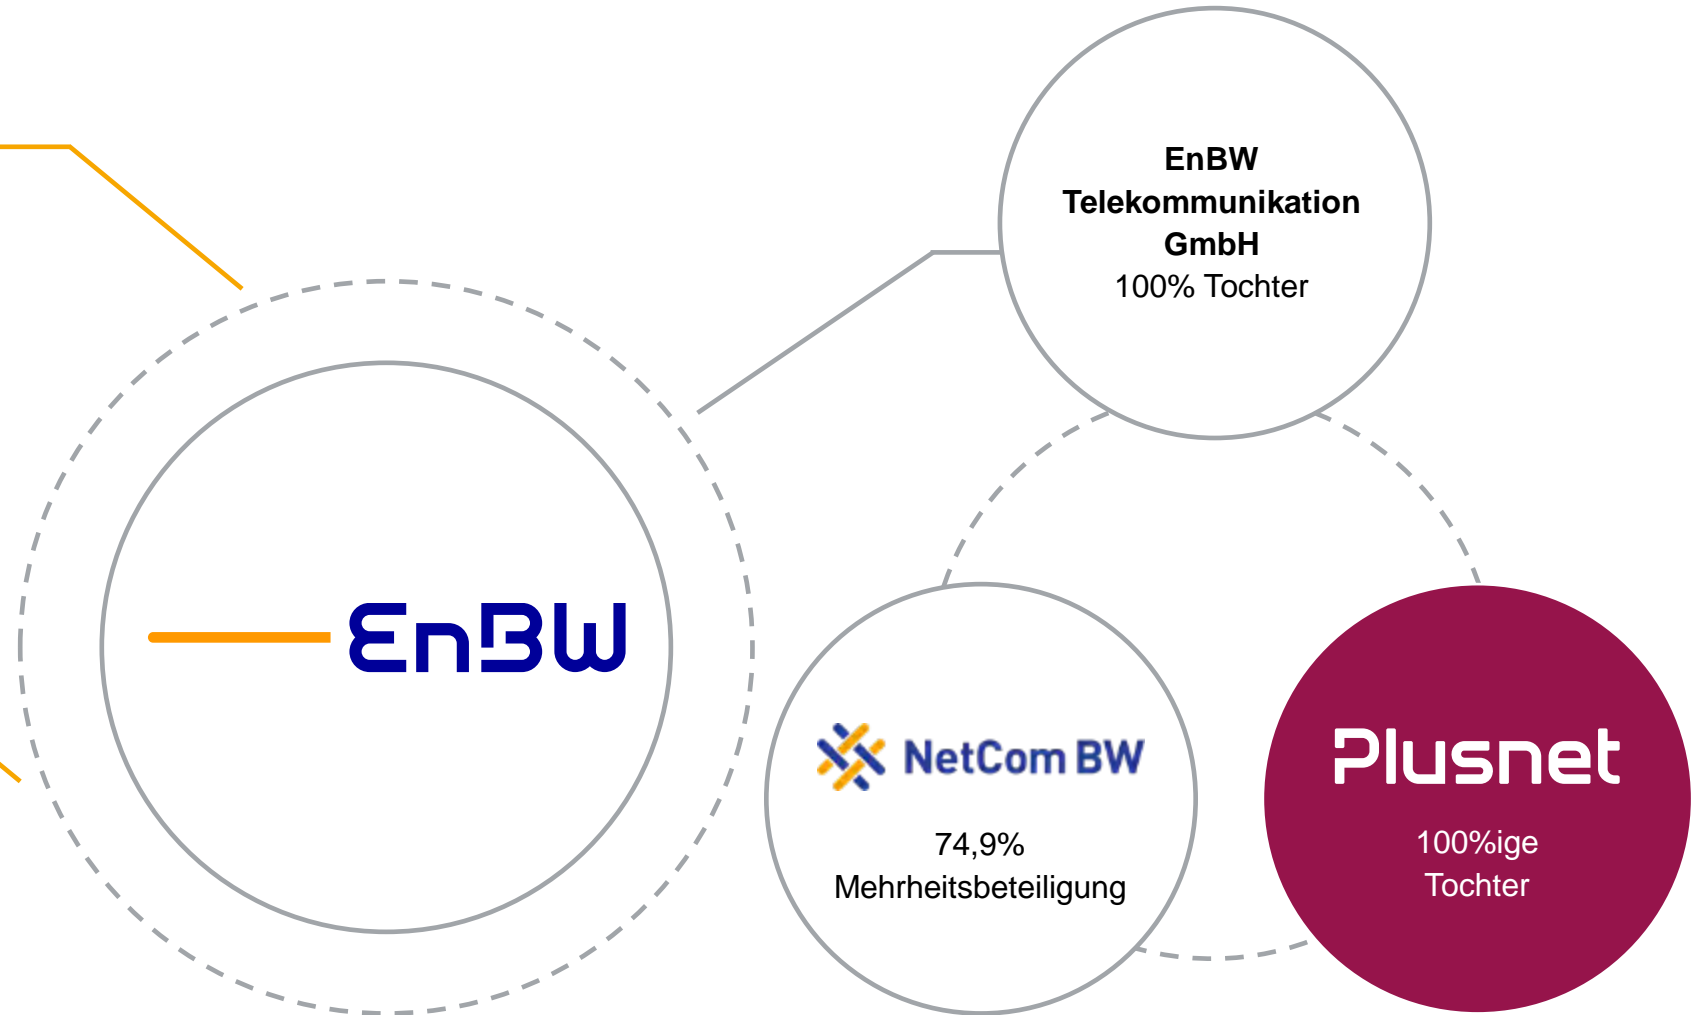 EnBW
Telekommunikation
GmbH
100% Tochter
EnBW
NetCom BW
74,9%
Mehrheitsbeteiligung
Plusnet
100%ige
Tochter